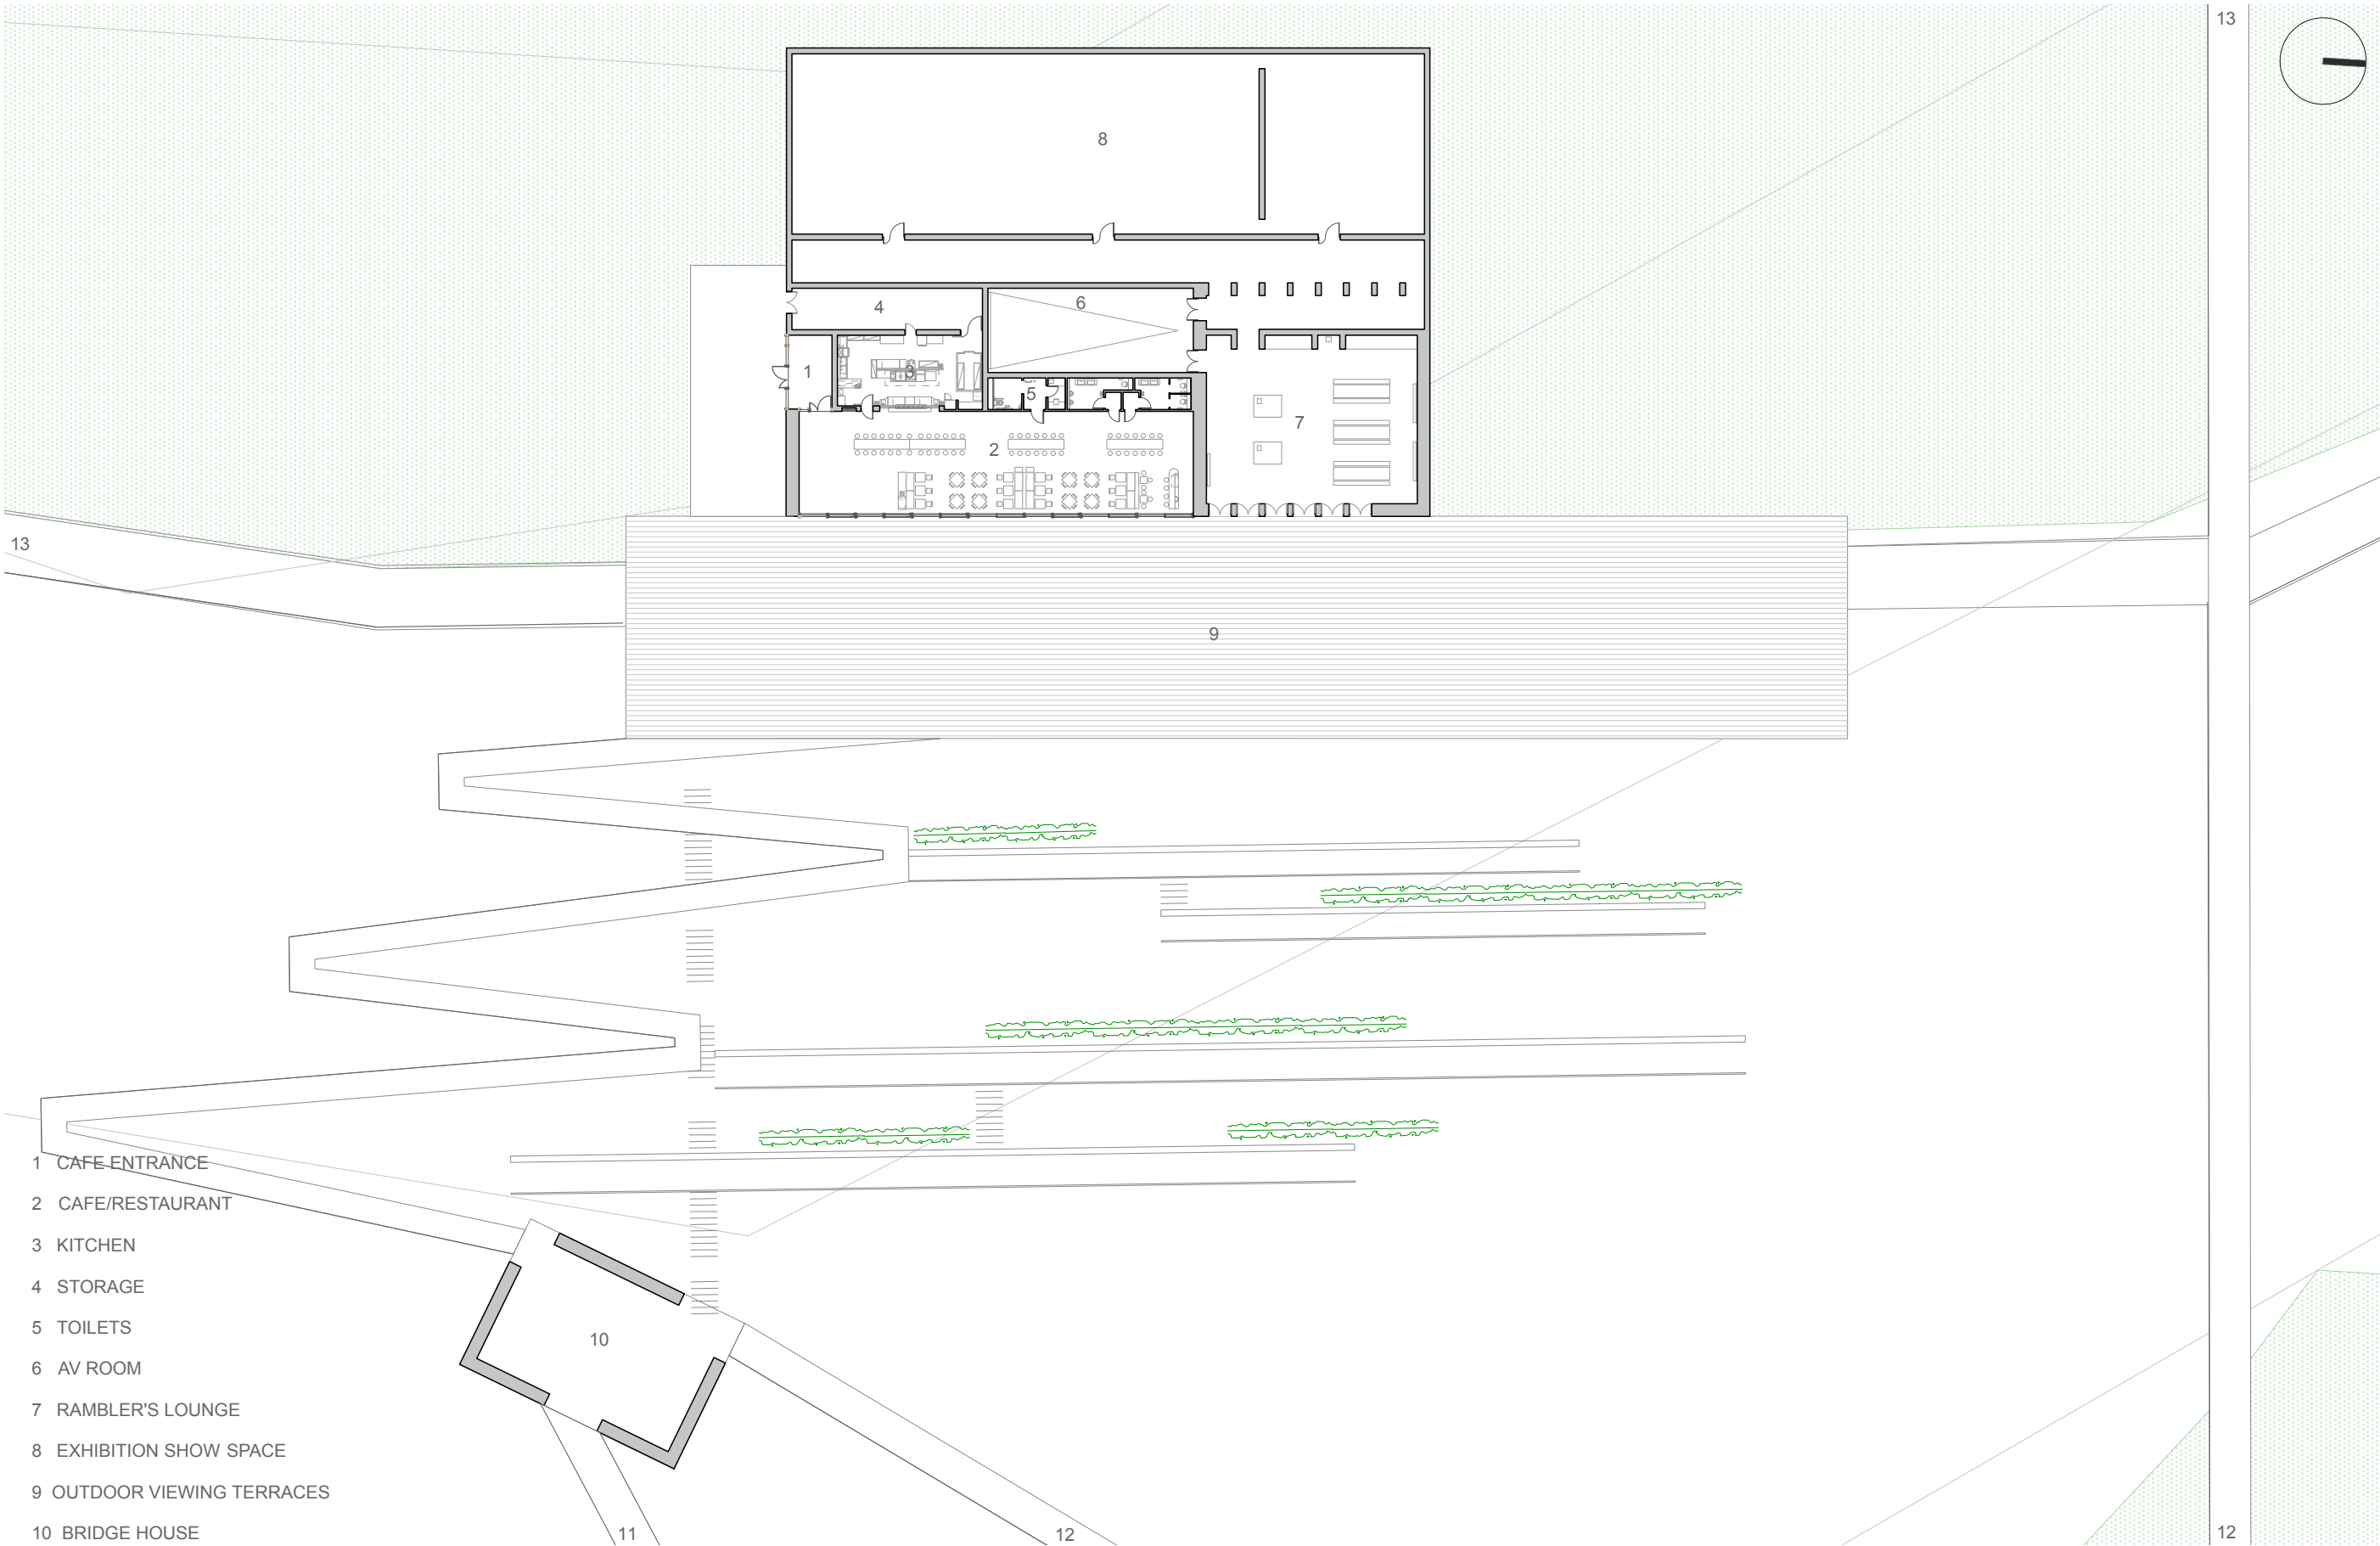 13
8
4
6
1
3
5
7
2
13
9
1 CAFE ENTRANCE
2 CAFE/RESTAURANT
3 KITCHEN
4 STORAGE
5 TOILETS
6 AV ROOM
7 RAMBLER'S LOUNGE
8 EXHIBITION SHOW SPACE
9 OUTDOOR VIEWING TERRACES
10 BRIDGE HOUSE
10
11
12
12